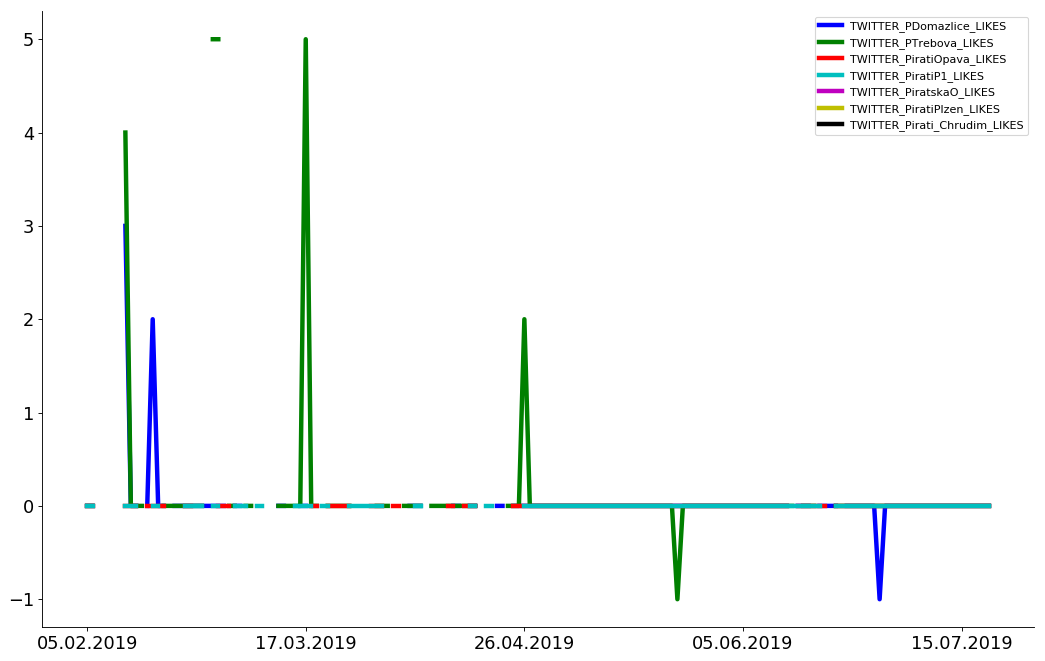 TWITTER_PDomazlice_LIKES
TWITTER_PTrebova_LIKES
TWITTER_PiratiOpava_LIKES
TWITTER_PiratiP1_LIKES
TWITTER_PiratskaO_LIKES
TWITTER_PiratiPlzen_LIKES
TWITTER_Pirati_Chrudim_LIKES
5
4
3
2
1
0
−1
05.02.2019 17.03.2019 26.04.2019 05.06.2019 15.07.2019